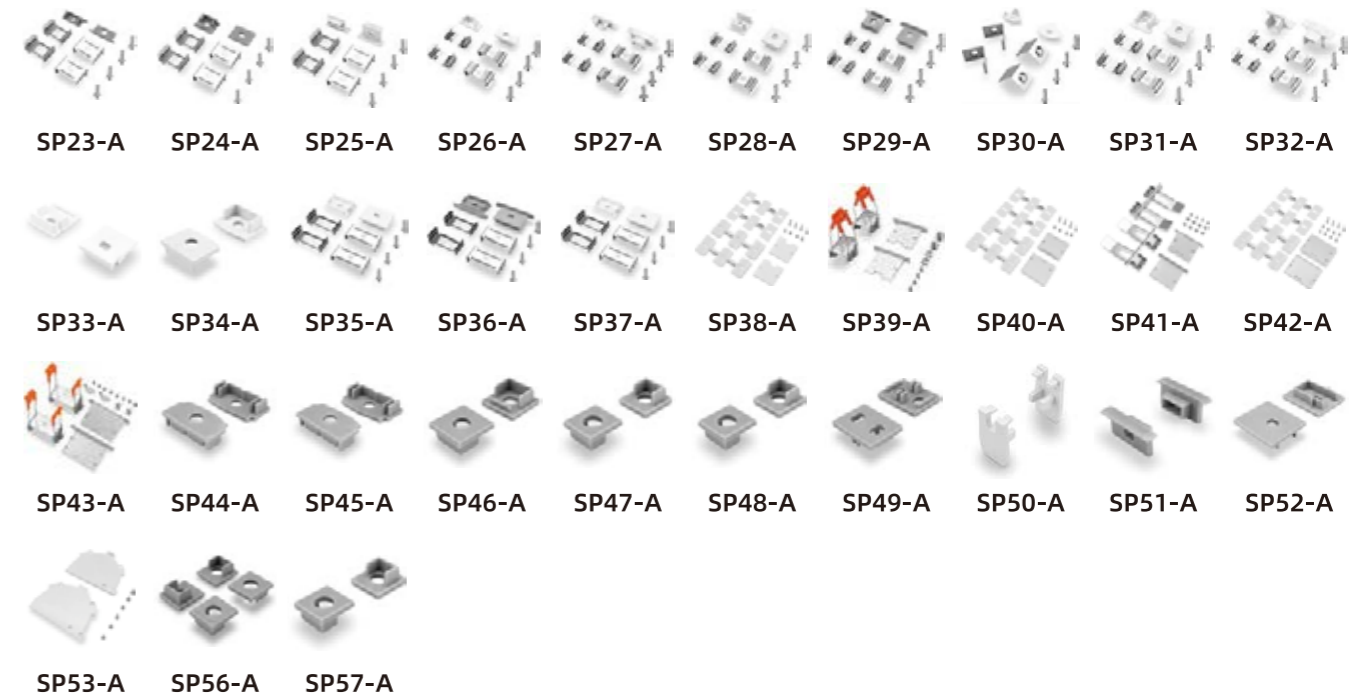 SP23-A SP24-A SP25-A SP26-A SP27-A SP28-A SP29-A SP30-A SP31-A SP32-A
SP33-A SP34-A SP35-A SP36-A SP37-A SP38-A SP39-A SP40-A SP41-A SP42-A
SP43-A SP44-A SP45-A SP46-A SP47-A SP48-A SP49-A SP50-A SP51-A SP52-A
SP53-A SP56-A SP57-A